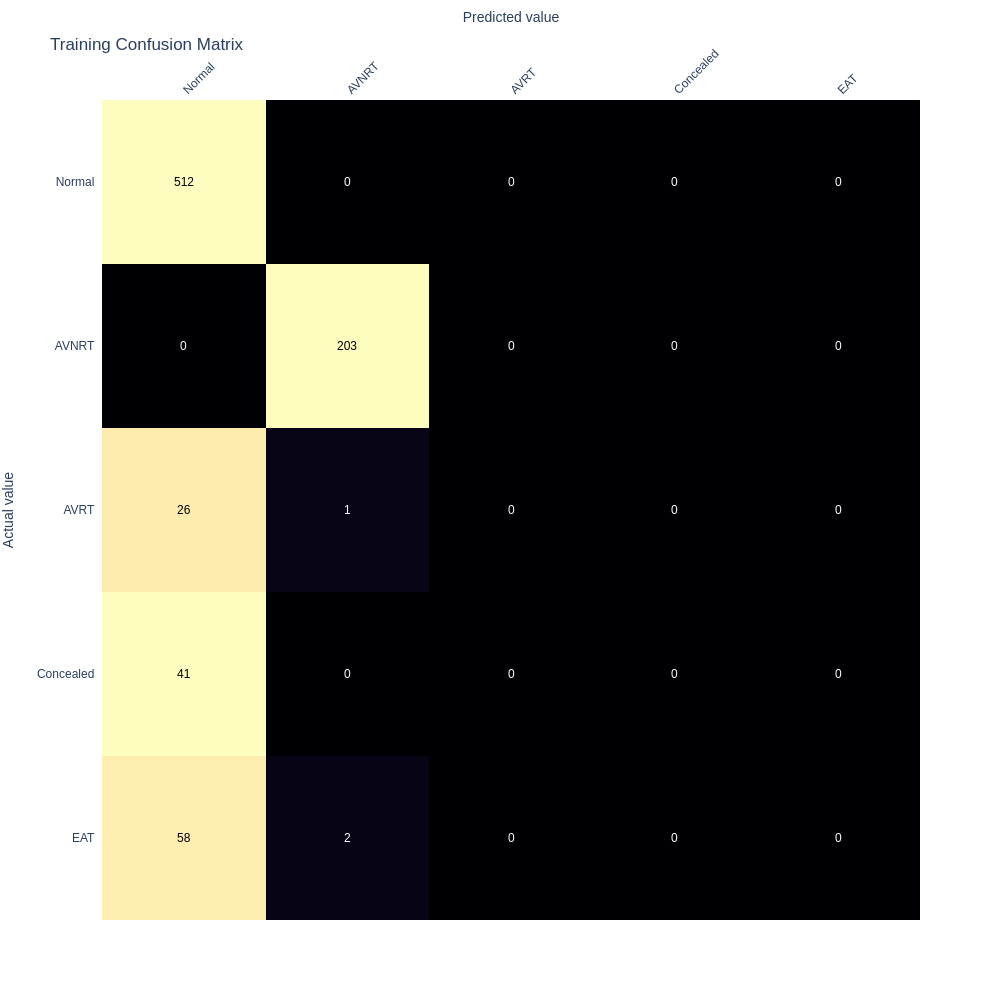 Predicted value
Training Confusion Matrix
Normal AVNRT AVRT Concealed EAT
Normal 512 0 0 0 0
AVNRT 0 203 0 0 0
AVRT 26 1 0 0 0
Actual value
Concealed 41 0 0 0 0
EAT 58 2 0 0 0